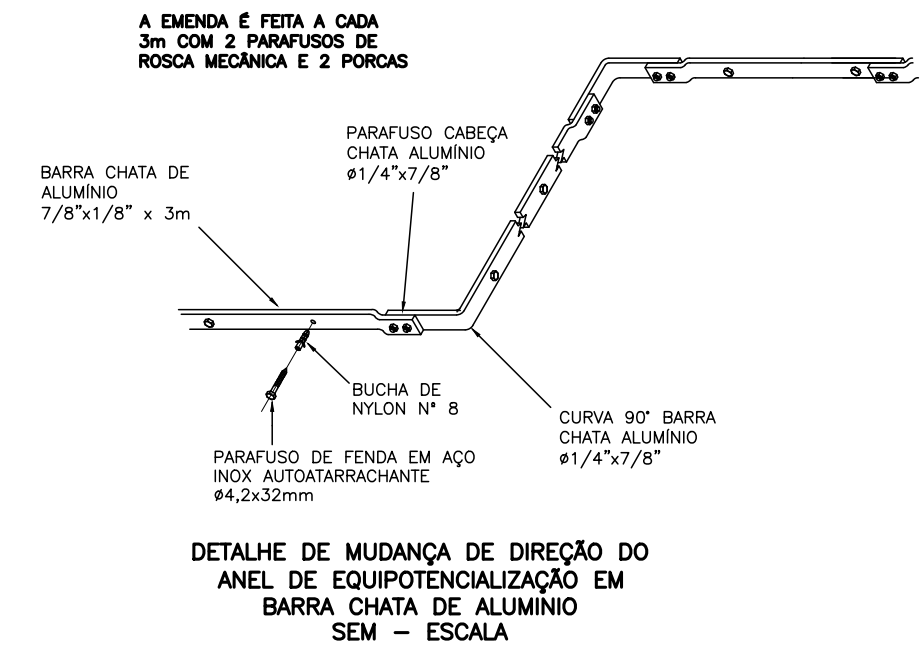 A EMENDA É FEITA A CADA
3m COM 2 PARAFUSOS DE
ROSCA MECÂNICA E 2 PORCAS
PARAFUSO CABEÇA
CHATA ALUMÍNIO
ø1/4"x7/8"
BARRA CHATA DE
ALUMÍNIO
7/8"x1/8" x 3m
BUCHA DE
NYLON N° 8
CURVA 90° BARRA
CHATA ALUMÍNIO
ø1/4"x7/8"
PARAFUSO DE FENDA EM AÇO
INOX AUTOATARRACHANTE
ø4,2x32mm
DETALHE DE MUDANÇA DE DIREÇÃO DO
ANEL DE EQUIPOTENCIALIZAÇÃO EM
BARRA CHATA DE ALUMINIO
SEM – ESCALA